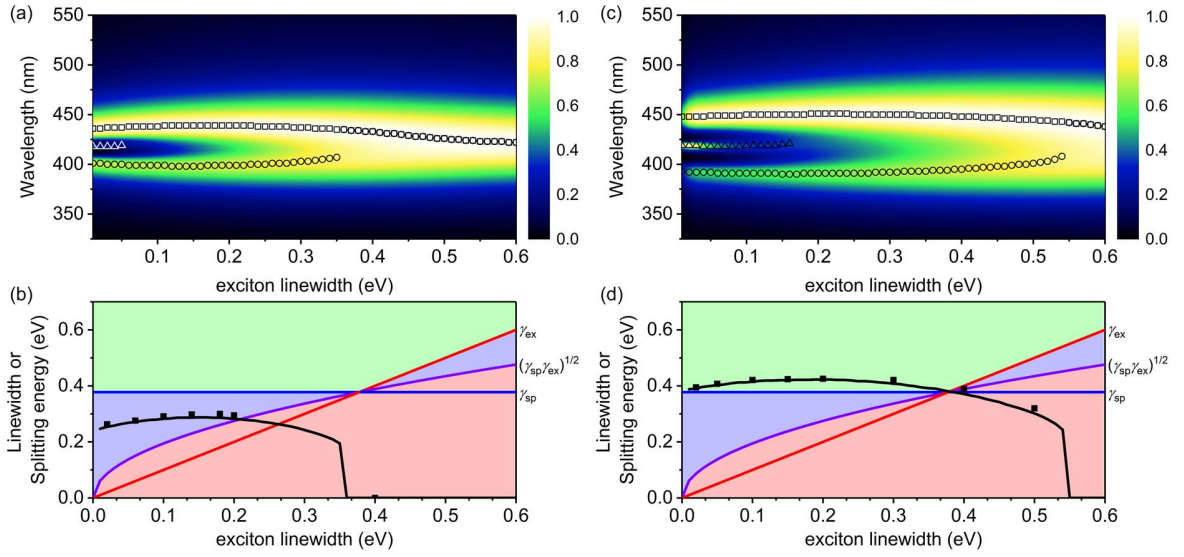 (a)
550
500
450
400
350
Wavelength (nm)
0.1 0.2 0.3 0.4 0.5 0.6
exciton linewidth (eV)
1.0
0.8
0.6
0.4
0.2
0.0
(c)
550
500
450
400
350
Wavelength (nm)
0.1 0.2 0.3 0.4 0.5 0.6
exciton linewidth (eV)
1.0
0.8
0.6
0.4
0.2
0.0
(b)
0.6
0.4
0.2
0.0
Linewidth or
Splitting energy (eV)
γex
(γspγex)1/2
γsp
0.0 0.1 0.2 0.3 0.4 0.5 0.6
exciton linewidth (eV)
(d)
0.6
0.4
0.2
0.0
Linewidth or
Splitting energy (eV)
γex
(γspγex)1/2
γsp
0.0 0.1 0.2 0.3 0.4 0.5 0.6
exciton linewidth (eV)